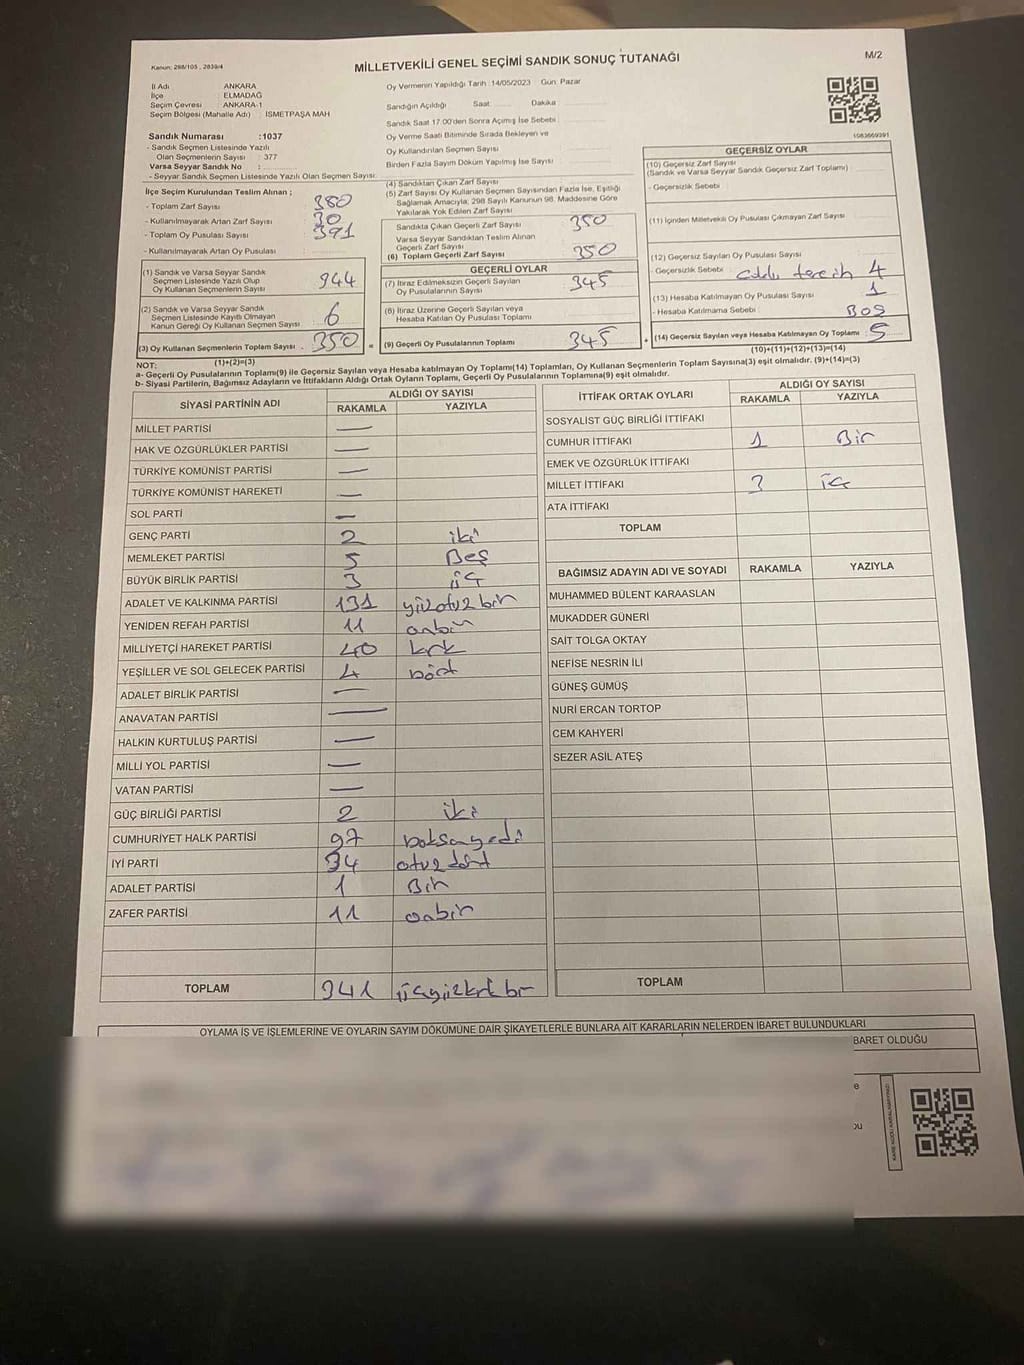 Kanun: 298/105 , 2839/4
MİLLETVEKİLİ GENEL SEÇİMİ SANDIK SONUÇ TUTANAĞI
M/2
İl Adı ANKARA
İlçe : ELMADAĞ
Seçim Çevresi : ANKARA-1
Seçim Bölgesi (Mahalle Adı) : İSMETPAŞA MAH
Sandık Numarası :1037
- Sandık Seçmen Listesinde Yazılı
Olan Seçmenlerin Sayısı : 377
Varsa Seyyar Sandık No :
- Seyyar Sandık Seçmen Listesinde Yazılı Olan Seçmen Sayısı:
Oy Vermenin Yapıldığı Tarih :14/05/2023 Gün: Pazar
Sandığın Açıldığı Saat Dakika
Sandık Saat 17.00'den Sonra Açımış İse Sebebi
Oy Verme Saati Bitiminde Sırada Bekleyen ve
Oy Kullandırılan Seçmen Sayısı
Birden Fazla Sayım Döküm Yapılmış İse Sayısı
1083669391
İlçe Seçim Kurulundan Teslim Alınan ;
- Toplam Zarf Sayısı 380
- Kullanılmayarak Artan Zarf Sayısı 30
- Toplam Oy Pusulası Sayısı 391
- Kullanılmayarak Artan Oy Pusulası
(1) Sandık ve Varsa Seyyar Sandık
Seçmen Listesinde Yazılı Olup
Oy Kullanan Seçmenlerin Sayısı 344
(2) Sandık ve Varsa Seyyar Sandık
Seçmen Listesinde Kayıtlı Olmayan
Kanun Gereği Oy Kullanan Seçmen Sayısı 6
(3) Oy Kullanan Seçmenlerin Toplam Sayısı . 350 =
(1)+(2)=(3)
(4) Sandıktan Çıkan Zarf Sayısı
(5) Zarf Sayısı Oy Kullanan Seçmen Sayısından Fazla İse, Eşitliği
Sağlamak Amacıyla, 298 Sayılı Kanunun 98. Maddesine Göre
Yakılarak Yok Edilen Zarf Sayısı
Sandıkta Çıkan Geçerli Zarf Sayısı 350
Varsa Seyyar Sandıktan Teslim Alınan
Geçerli Zarf Sayısı
(6) Toplam Geçerli Zarf Sayısı 350
GEÇERLİ OYLAR
(7) İtiraz Edilmeksizin Geçerli Sayılan
Oy Pusulalarının Sayısı 345
(8) İtiraz Üzerine Geçerli Sayılan veya
Hesaba Katılan Oy Pusulası Toplamı
(9) Geçerli Oy Pusulalarının Toplamı 345 +
GEÇERSİZ OYLAR
(10) Geçersiz Zarf Sayısı
(Sandık ve Varsa Seyyar Sandık Geçersiz Zarf Toplamı)
- Geçersizlik Sebebi
(11) İçinden Milletvekili Oy Pusulası Çıkmayan Zarf Sayısı
(12) Geçersiz Sayılan Oy Pusulası Sayısı
- Geçersizlik Sebebi 4
(13) Hesaba Katılmayan Oy Pusulası Sayısı 1
- Hesaba Katılmama Sebebi BOŞ
(14) Geçersiz Sayılan veya Hesaba Katılmayan Oy Toplamı 5
(10)+(11)+(12)+(13)=(14)
NOT:
a- Geçerli Oy Pusulalarının Toplamı(9) ile Geçersiz Sayılan veya Hesaba katılmayan Oy Toplamı(14) Toplamları, Oy Kullanan Seçmenlerin Toplam Sayısına(3) eşit olmalıdır. (9)+(14)=(3)
b- Siyasi Partilerin, Bağımsız Adayların ve İttifakların Aldığı Ortak Oyların Toplamı, Geçerli Oy Pusulalarının Toplamına(9) eşit olmalıdır.
SİYASİ PARTİNİN ADI ALDIĞI OY SAYISI
RAKAMLA YAZIYLA
MİLLET PARTİSI —
HAK VE ÖZGÜRLÜKLER PARTİSİ —
TÜRKİYE KOMÜNİST PARTİSİ —
TÜRKİYE KOMÜNİST HAREKETİ —
SOL PARTİ —
GENÇ PARTİ 2 iki
MEMLEKET PARTİSİ 5 Beş
BÜYÜK BİRLİK PARTİSİ 3 üç
ADALET VE KALKINMA PARTİSİ 131 yüzotuzbir
YENİDEN REFAH PARTİSİ 11 onbir
MİLLİYETÇİ HAREKET PARTİSİ 40 kırk
YEŞİLLER VE SOL GELECEK PARTİSİ 4 dört
ADALET BİRLİK PARTİSİ —
ANAVATAN PARTİSİ —
HALKIN KURTULUŞ PARTİSİ —
MİLLİ YOL PARTİSİ —
VATAN PARTİSİ —
GÜÇ BİRLİĞİ PARTİSİ 2 iki
CUMHURİYET HALK PARTİSİ 97 doksanyedi
İYİ PARTİ 34 otuzdört
ADALET PARTİSİ 1 Bir
ZAFER PARTİSİ 11 onbir
TOPLAM 341 üçyüzkırkbir
İTTİFAK ORTAK OYLARI ALDIĞI OY SAYISI
RAKAMLA YAZIYLA
SOSYALİST GÜÇ BİRLİĞİ İTTİFAKI
CUMHUR İTTİFAKI 1 Bir
EMEK VE ÖZGÜRLÜK İTTİFAKI
MİLLET İTTİFAKI 3 üç
ATA İTTİFAKI
TOPLAM
BAĞIMSIZ ADAYIN ADI VE SOYADI RAKAMLA YAZIYLA
MUHAMMED BÜLENT KARAASLAN
MUKADDER GÜNERİ
SAİT TOLGA OKTAY
NEFİSE NESRİN İLİ
GÜNEŞ GÜMÜŞ
NURİ ERCAN TORTOP
CEM KAHYERİ
SEZER ASİL ATEŞ
TOPLAM
OYLAMA İŞ VE İŞLEMLERİNE VE OYLARIN SAYIM DÖKÜMÜNE DAİR ŞİKAYETLERLE BUNLARA AİT KARARLARIN NELERDEN İBARET BULUNDUKLARI
BARET OLDUĞU